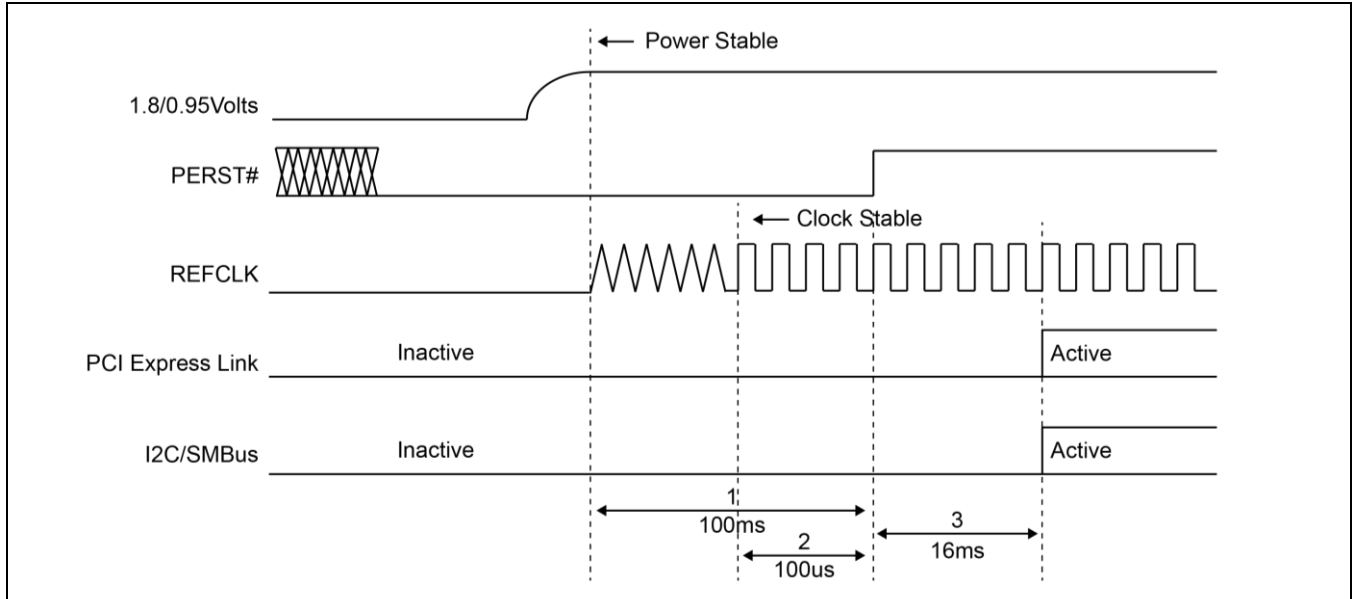 Power Stable
1.8/0.95Volts
PERST#
Clock Stable
REFCLK
PCI Express Link
Inactive
Active
I2C/SMBus
Inactive
Active
1
100ms
2
100us
3
16ms